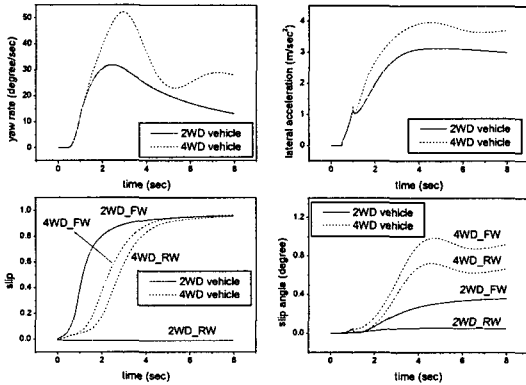 yaw rate (degree/sec)
50
40
30
20
10
0
2WD vehicle
4WD vehicle
0 2 4 6 8
time (sec)
lateral acceleration (m/sec²)
4
3
2
1
0
2WD vehicle
4WD vehicle
0 2 4 6 8
time (sec)
slip
1.0
0.8
0.6
0.4
0.2
0.0
2WD_FW
4WD_FW
4WD_RW
2WD vehicle
4WD vehicle
2WD_RW
0 2 4 6 8
time (sec)
slip angle (degree)
1.2
0.9
0.6
0.3
0.0
2WD vehicle
4WD vehicle
4WD_FW
4WD_RW
2WD_FW
2WD_RW
0 2 4 6 8
time (sec)